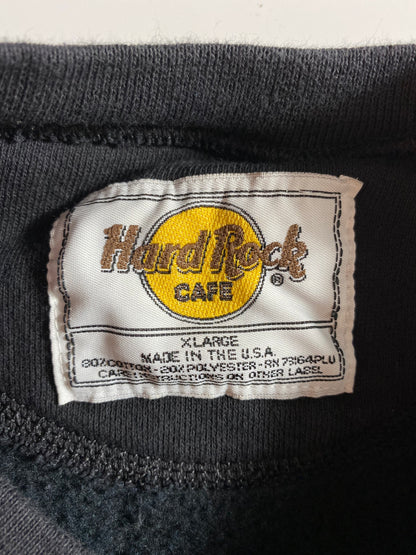 Hard Rock
CAFE ®
XLARGE
MADE IN THE U.S.A.
80% COTTON - 20% POLYESTER - RN 73164PLU
CARE INSTRUCTIONS ON OTHER LABEL